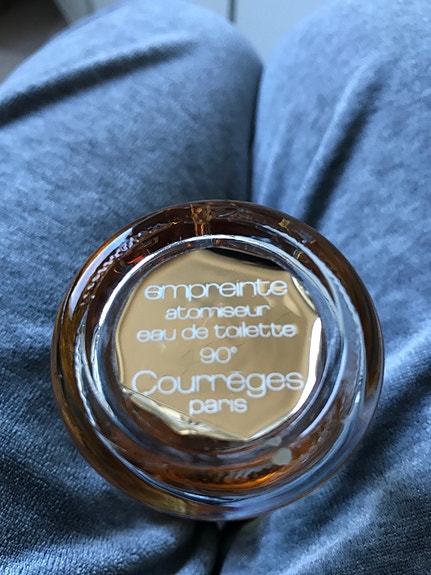 empreinte
atomiseur
eau de toilette
90°
Courrèges
paris